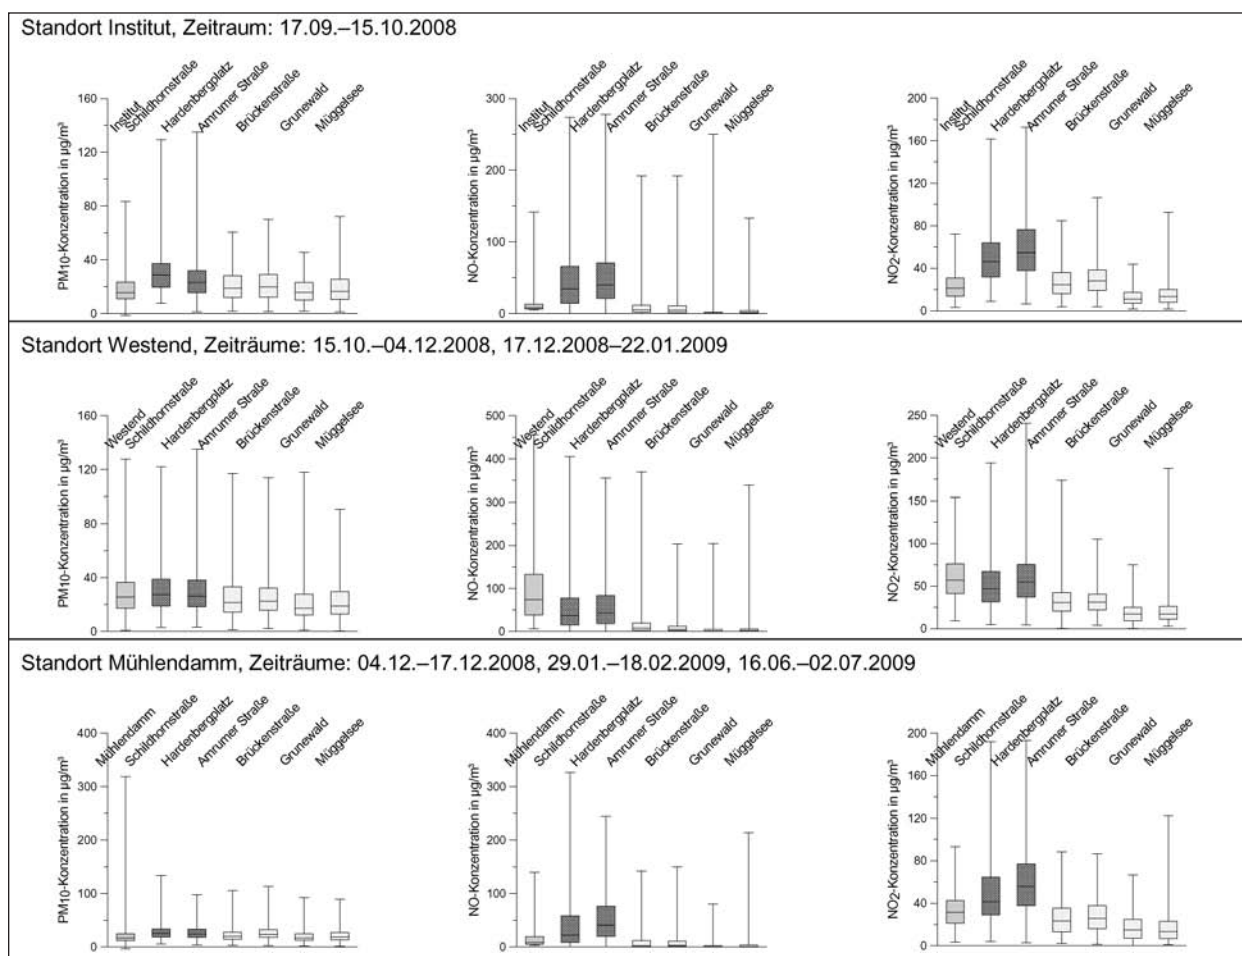 Standort Institut, Zeitraum: 17.09.–15.10.2008
PM10-Konzentration in µg/m³
160
120
80
40
0
Institut
Schildhornstraße
Hardenbergplatz
Amrumer Straße
Brückenstraße
Grunewald
Müggelsee
NO-Konzentration in µg/m³
300
200
100
0
Institut
Schildhornstraße
Hardenbergplatz
Amrumer Straße
Brückenstraße
Grunewald
Müggelsee
NO2-Konzentration in µg/m³
200
160
120
80
40
0
Institut
Schildhornstraße
Hardenbergplatz
Amrumer Straße
Brückenstraße
Grunewald
Müggelsee
Standort Westend, Zeiträume: 15.10.–04.12.2008, 17.12.2008–22.01.2009
PM10-Konzentration in µg/m³
160
120
80
40
0
Westend
Schildhornstraße
Hardenbergplatz
Amrumer Straße
Brückenstraße
Grunewald
Müggelsee
NO-Konzentration in µg/m³
500
400
300
200
100
0
Westend
Schildhornstraße
Hardenbergplatz
Amrumer Straße
Brückenstraße
Grunewald
Müggelsee
NO2-Konzentration in µg/m³
250
200
150
100
50
0
Westend
Schildhornstraße
Hardenbergplatz
Amrumer Straße
Brückenstraße
Grunewald
Müggelsee
Standort Mühlendamm, Zeiträume: 04.12.–17.12.2008, 29.01.–18.02.2009, 16.06.–02.07.2009
PM10-Konzentration in µg/m³
400
300
200
100
0
Mühlendamm
Schildhornstraße
Hardenbergplatz
Amrumer Straße
Brückenstraße
Grunewald
Müggelsee
NO-Konzentration in µg/m³
400
300
200
100
0
Mühlendamm
Schildhornstraße
Hardenbergplatz
Amrumer Straße
Brückenstraße
Grunewald
Müggelsee
NO2-Konzentration in µg/m³
200
160
120
80
40
0
Mühlendamm
Schildhornstraße
Hardenbergplatz
Amrumer Straße
Brückenstraße
Grunewald
Müggelsee